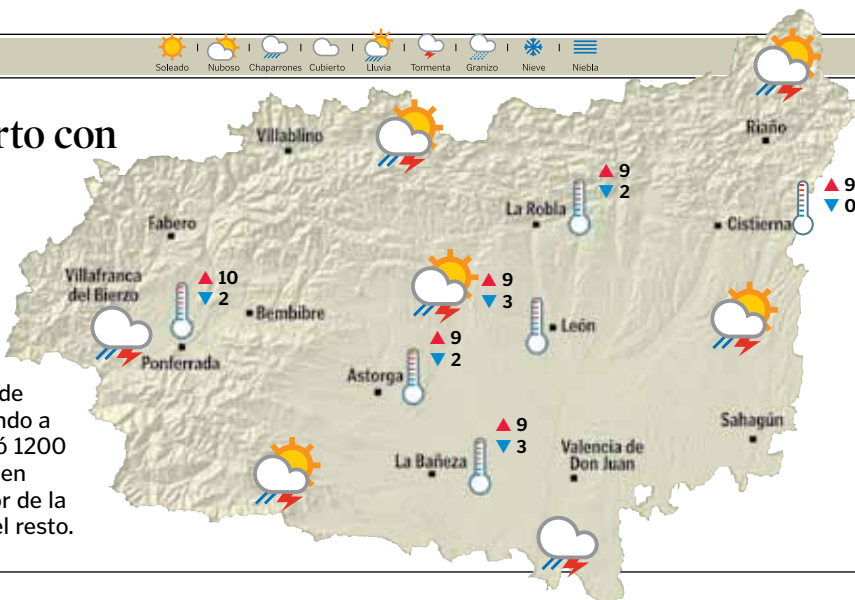 Soleado Nuboso Chaparrones Cubierto Lluvia Tormenta Granizo Nieve Niebla
rto con
de
ndo a
ó 1200
en
or de la
el resto.
Villablino
Riaño
9
2
La Robla
9
0
Cistierna
Fabero
Villafranca
del Bierzo
10
2
Bembibre
Ponferrada
9
3
León
9
2
Astorga
Sahagún
9
3
La Bañeza
Valencia de
Don Juan